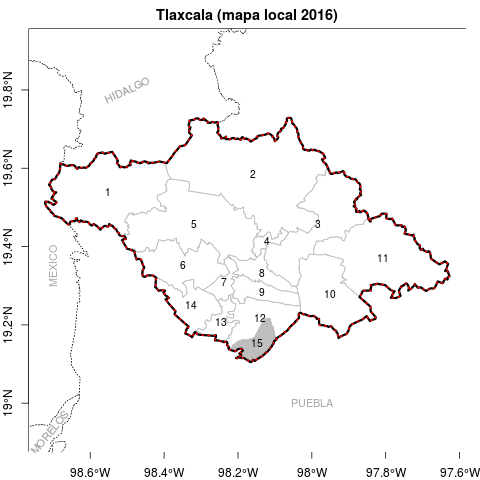 Tlaxcala (mapa local 2016)
HIDALGO
19.8°N
19.6°N
2
1
5
3
19.4°N
4
MEXICO
6
11
8
7
9
10
14
12
13
19.2°N
15
19°N
PUEBLA
MORELOS
98.6°W
98.4°W
98.2°W
98°W
97.8°W
97.6°W